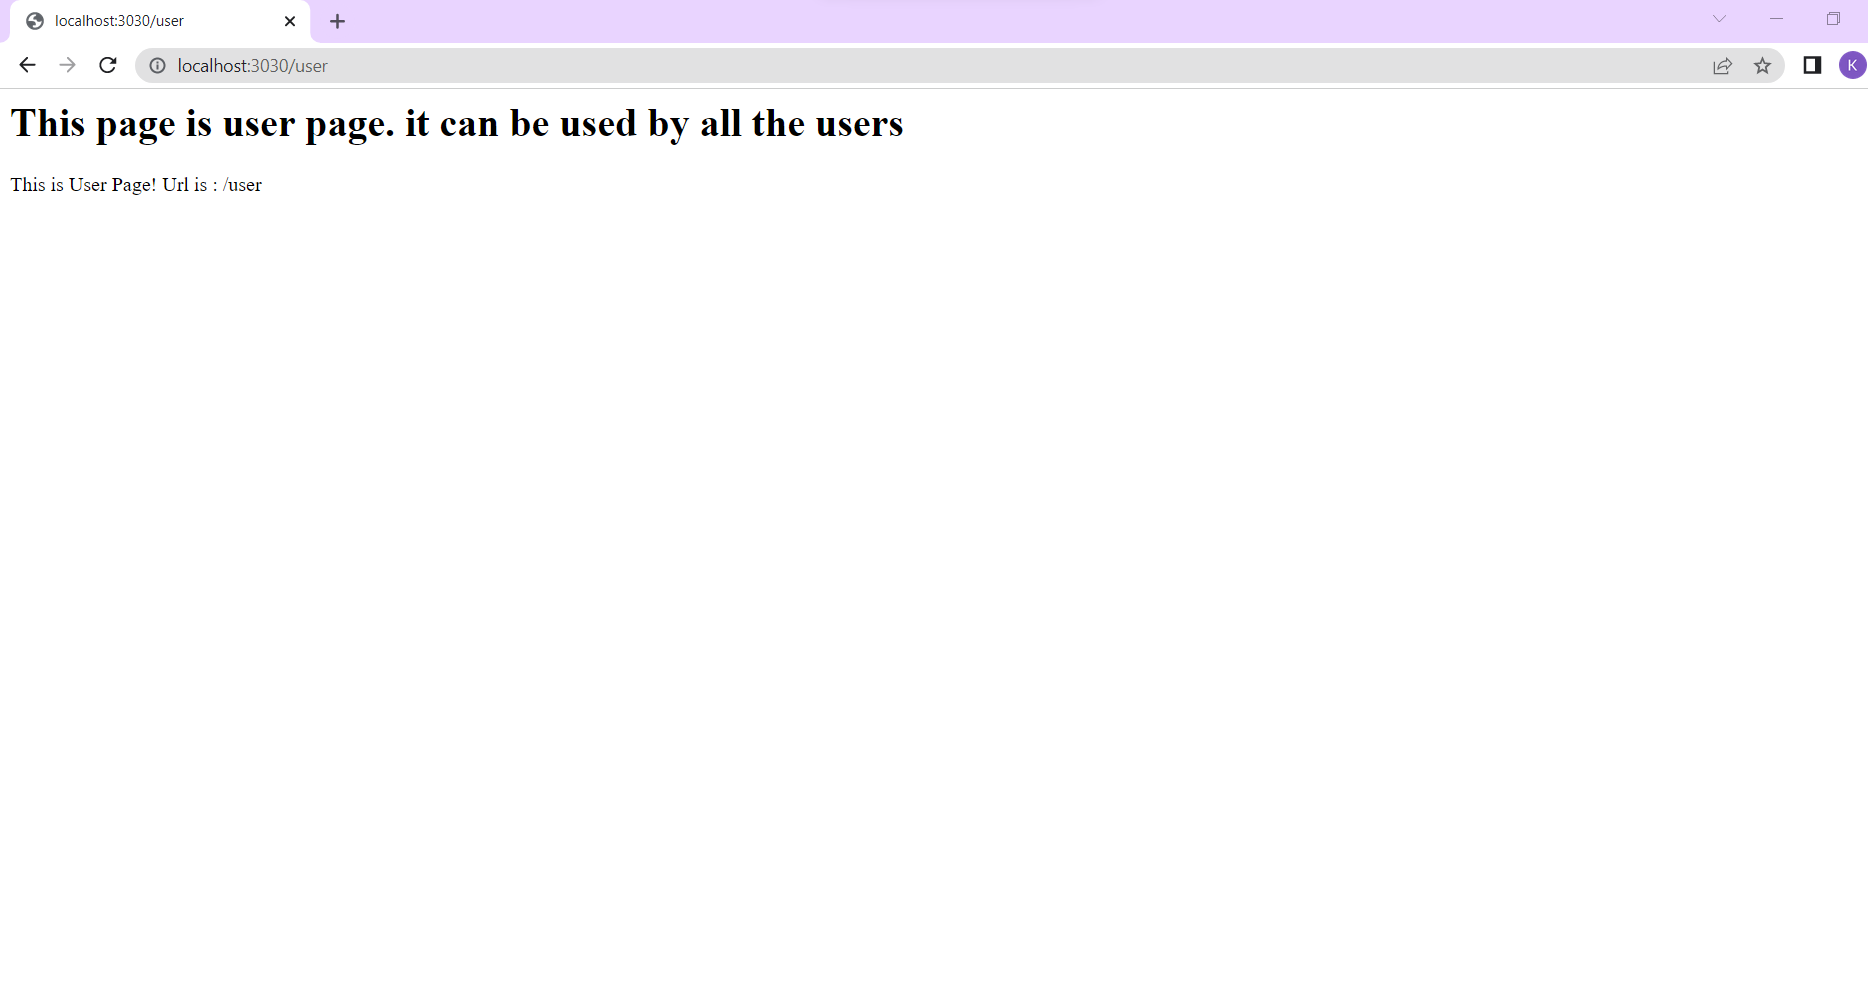 localhost:3030/user
localhost:3030/user
K
This page is user page. it can be used by all the users
This is User Page! Url is : /user